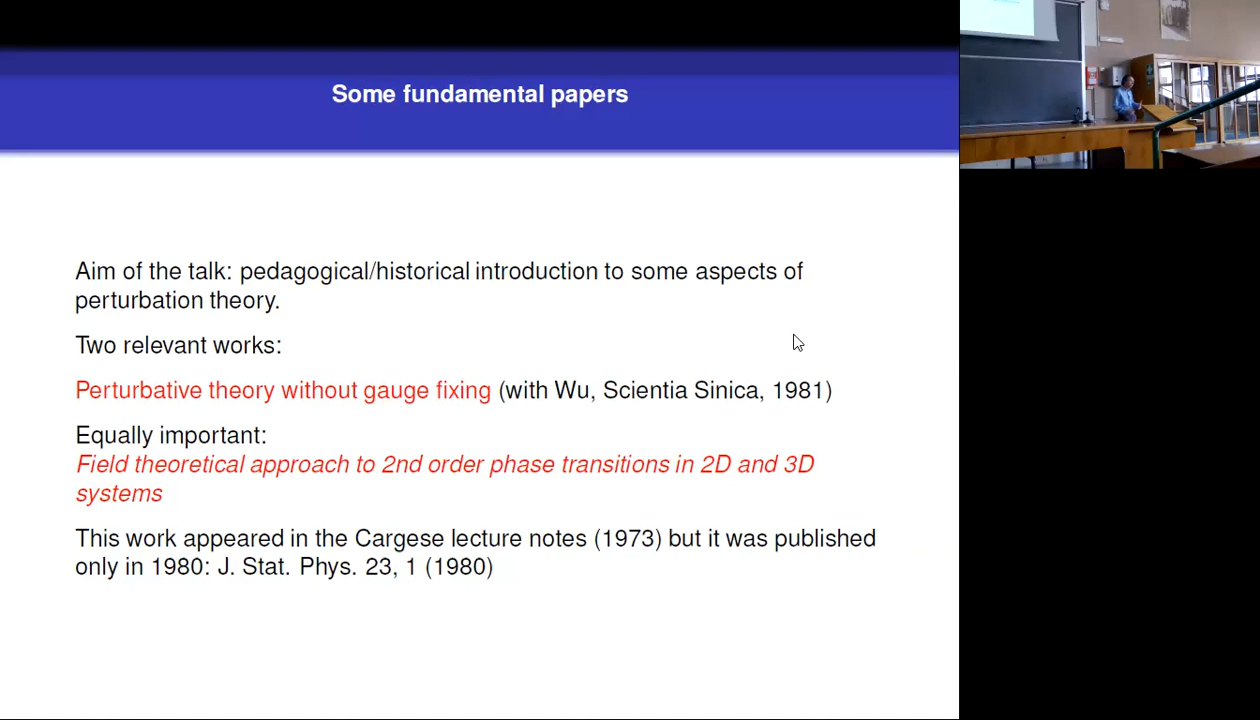 Some fundamental papers
Aim of the talk: pedagogical/historical introduction to some aspects of
perturbation theory.
Two relevant works:
Perturbative theory without gauge fixing (with Wu, Scientia Sinica, 1981)
Equally important:
Field theoretical approach to 2nd order phase transitions in 2D and 3D
systems
This work appeared in the Cargese lecture notes (1973) but it was published
only in 1980: J. Stat. Phys. 23, 1 (1980)